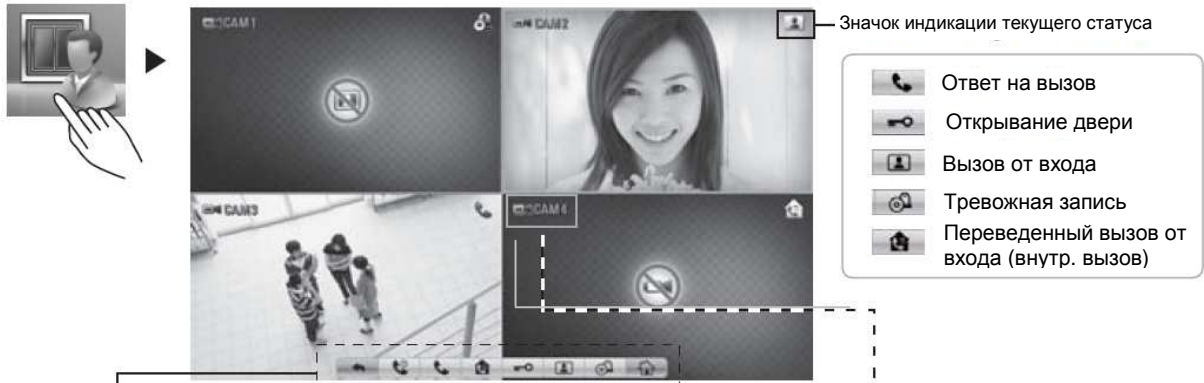 CAM1
CAM2
Значок индикации текущего статуса
Ответ на вызов
Открывание двери
Вызов от входа
Тревожная запись
Переведенный вызов от
входа (внутр. вызов)
CAM3
CAM4